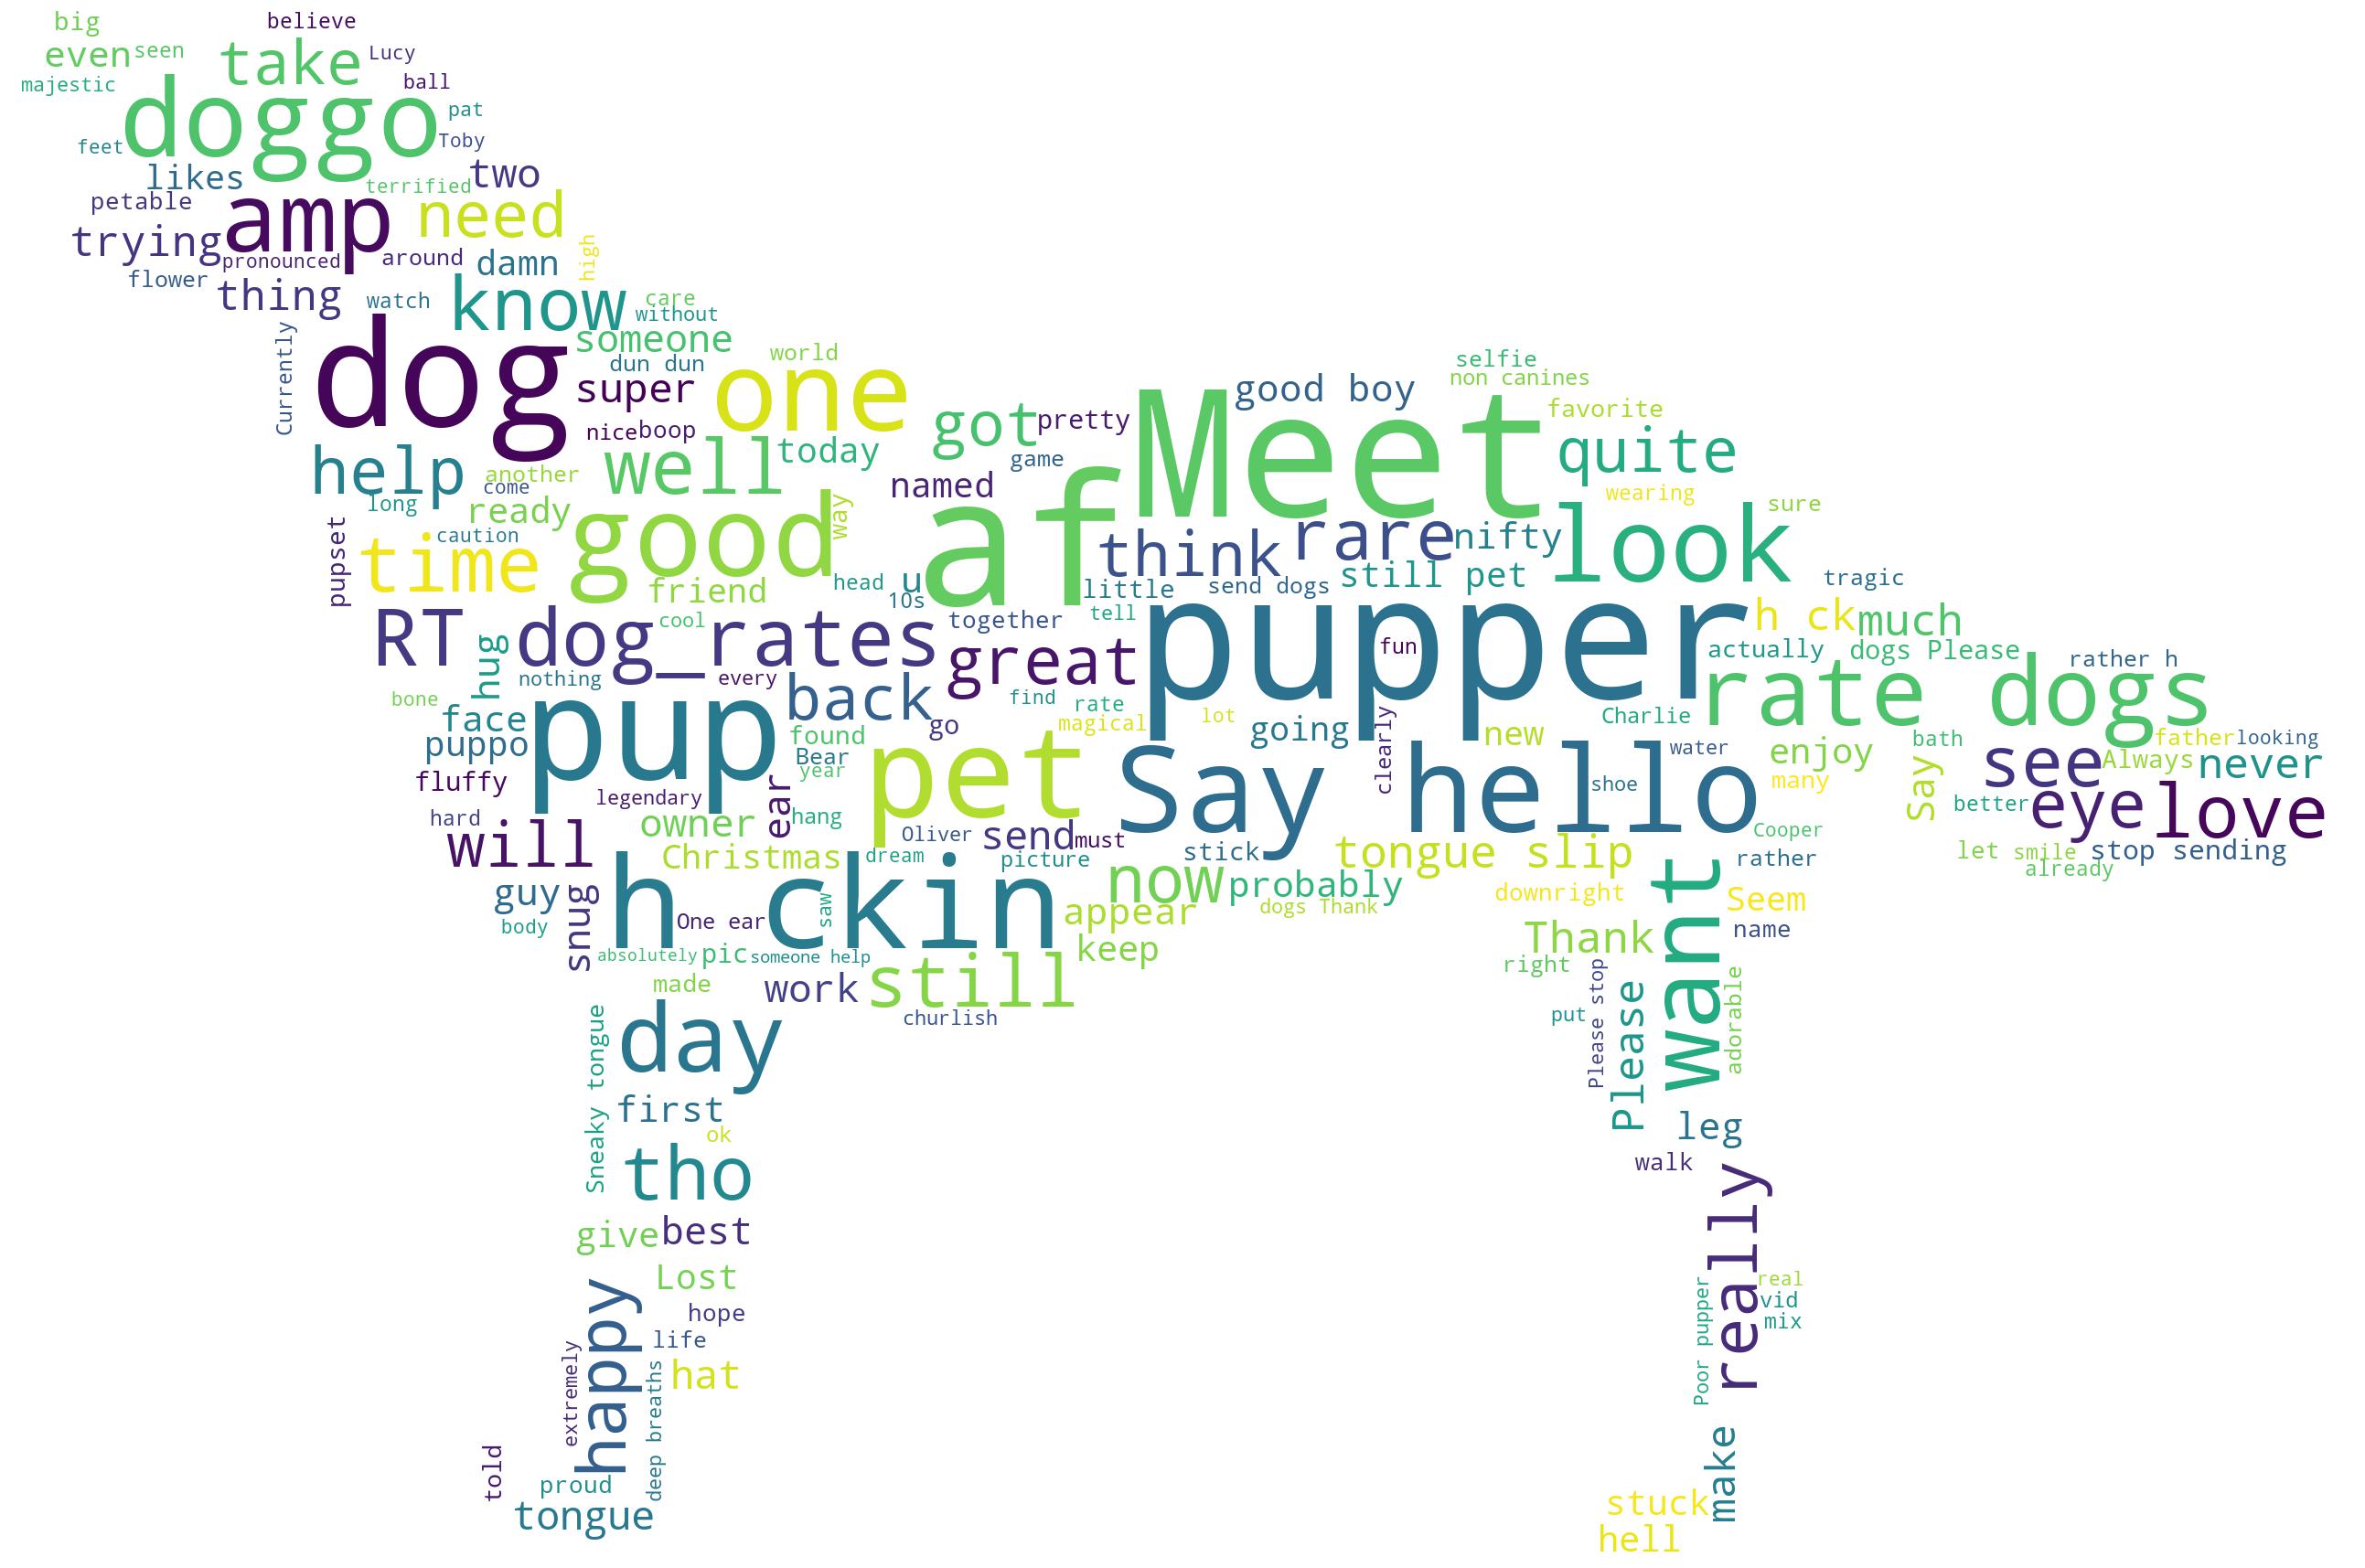 big
believe
even
seen
take
Lucy
majestic
ball
doggo
pat
feet
Toby
likes
terrified
two
petable
amp
need
trying
pronounced
around
damn
high
flower
thing
watch
know
care
without
Currently
dog
someone
dun dun
world
super
one
good boy
selfie
non canines
nice
boop
got
pretty
Meet
favorite
help
another
well
today
game
quite
long
come
ready
named
wearing
sure
pupset
caution
time
good
way
af
think
rare
nifty
look
friend
head
u
10s
little
send dogs
still pet
tragic
RT dog_rates
hug
cool
together
tell
pupper
fun
h ck
much
nothing
every
great
actually
dogs Please
rather h
bone
face
pup
back
go
find
rate
magical
lot
going
clearly
new
Charlie
rate dogs
puppo
found
Bear
year
pet
Say hello
water
enjoy
bath
see
father
looking
Always
never
fluffy
legendary
ear
shoe
many
Say
better
eye
love
hard
will
owner
hang
Oliver
send
must
stick
tongue slip
Cooper
rather
let
smile
stop sending
already
Christmas
dream
picture
guy
snug
h ckin
One ear
saw
now
probably
downright
want
Seem
body
appear
dogs Thank
Thank
name
absolutely
pic
someone help
keep
right
made
work
still
Please stop
Please
adorable
churlish
put
Sneaky tongue
day
first
ok
leg
tho
walk
give
best
really
Lost
happy
hope
life
Poor pupper
real
vid
mix
extremely
hat
deep breaths
told
proud
make
tongue
stuck
hell